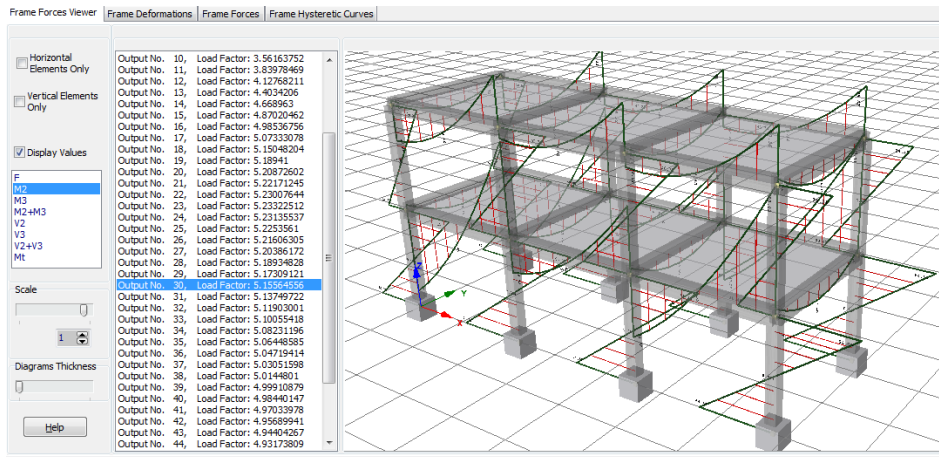 Frame Forces Viewer
Frame Deformations
Frame Forces
Frame Hysteretic Curves
Horizontal
Elements Only
Vertical Elements
Only
Display Values
F
M2
M3
M2+M3
V2
V3
V2+V3
Mt
Scale
1
Diagrams Thickness
Help
Output No. 10, Load Factor: 3.56163752
Output No. 11, Load Factor: 3.83978469
Output No. 12, Load Factor: 4.12768211
Output No. 13, Load Factor: 4.4034206
Output No. 14, Load Factor: 4.668963
Output No. 15, Load Factor: 4.87020462
Output No. 16, Load Factor: 4.98536756
Output No. 17, Load Factor: 5.07333078
Output No. 18, Load Factor: 5.15048204
Output No. 19, Load Factor: 5.18941
Output No. 20, Load Factor: 5.20872602
Output No. 21, Load Factor: 5.22171245
Output No. 22, Load Factor: 5.23007644
Output No. 23, Load Factor: 5.23322512
Output No. 24, Load Factor: 5.23135537
Output No. 25, Load Factor: 5.2253561
Output No. 26, Load Factor: 5.21606305
Output No. 27, Load Factor: 5.20386172
Output No. 28, Load Factor: 5.18934828
Output No. 29, Load Factor: 5.17309121
Output No. 30, Load Factor: 5.15564556
Output No. 31, Load Factor: 5.13749722
Output No. 32, Load Factor: 5.11903001
Output No. 33, Load Factor: 5.10055418
Output No. 34, Load Factor: 5.08231196
Output No. 35, Load Factor: 5.06448585
Output No. 36, Load Factor: 5.04719414
Output No. 37, Load Factor: 5.03051598
Output No. 38, Load Factor: 5.0144801
Output No. 39, Load Factor: 4.99910879
Output No. 40, Load Factor: 4.98440147
Output No. 41, Load Factor: 4.97033978
Output No. 42, Load Factor: 4.95689941
Output No. 43, Load Factor: 4.94404267
Output No. 44, Load Factor: 4.93173809
Z
Y
X